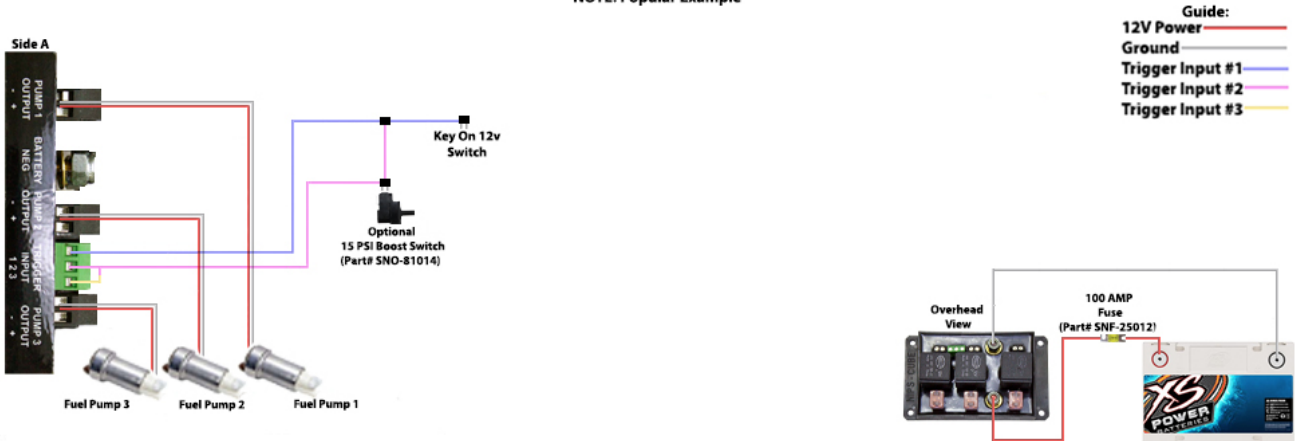 NOTE: Popular Example
Guide:
12V Power
Ground
Trigger Input #1
Trigger Input #2
Trigger Input #3
Side A
PUMP 1
OUTPUT
- +
BATTERY
NEG
PUMP 2
OUTPUT
- +
TRIGGER
INPUT
1 2 3
PUMP 3
OUTPUT
- +
Key On 12v
Switch
Optional
15 PSI Boost Switch
(Part# SNO-81014)
Fuel Pump 3
Fuel Pump 2
Fuel Pump 1
Overhead
View
100 AMP
Fuse
(Part# SNF-25012)
XS
POWER
BATTERIES